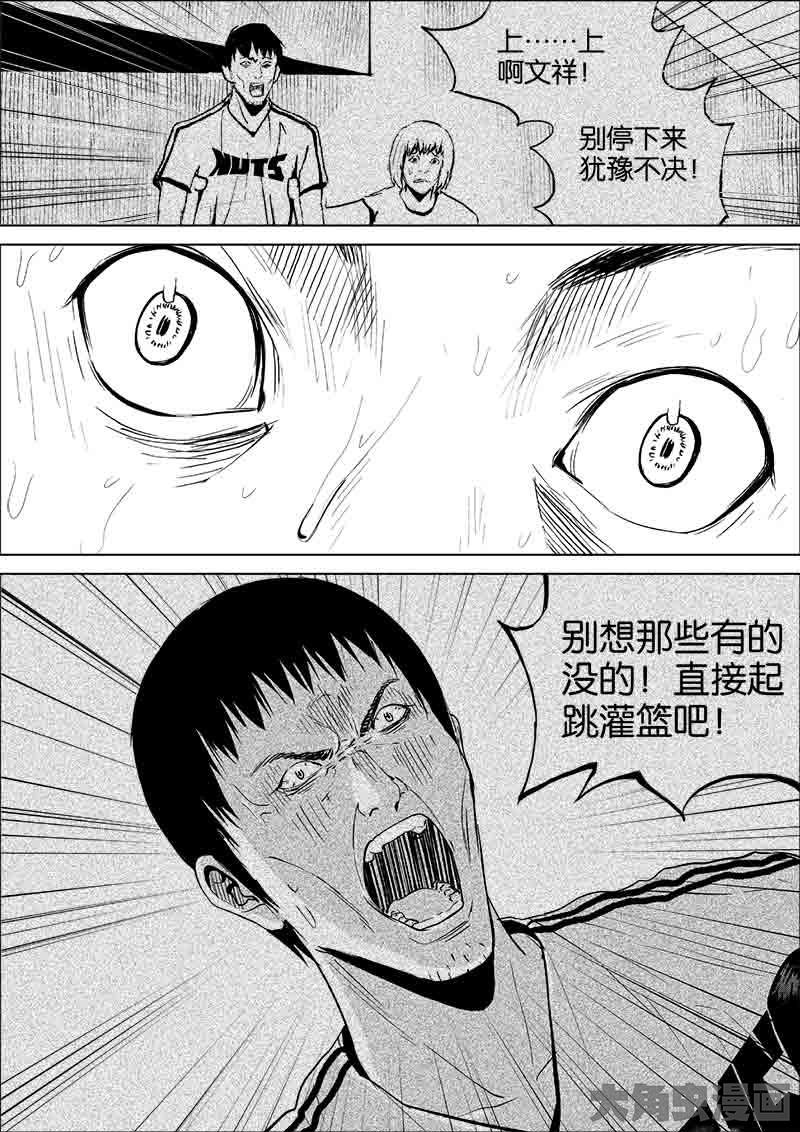 上……上
啊文祥！
别停下来
犹豫不决！
NUTS
别想那些有的
没的！直接起
跳灌篮吧！
大角虫漫画